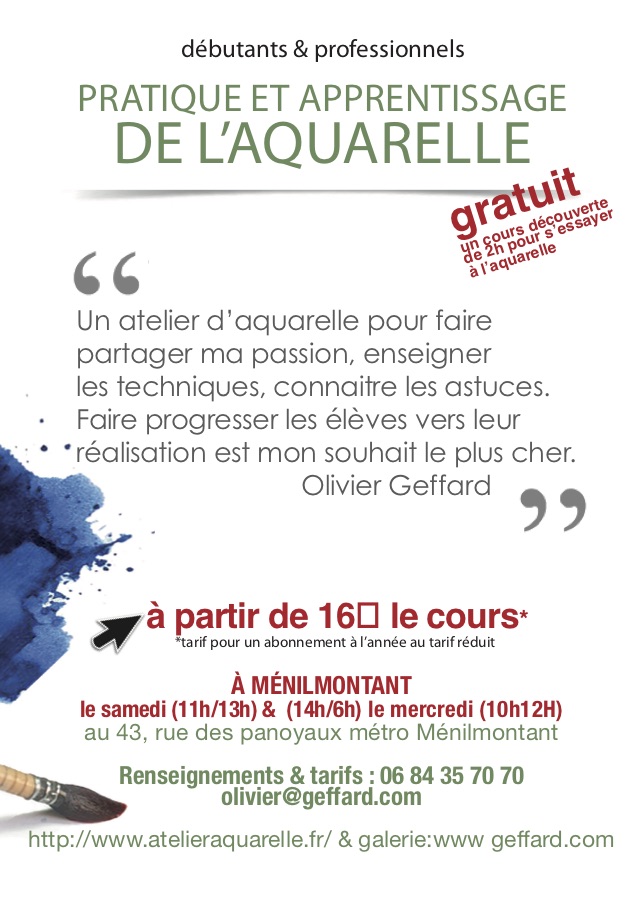 débutants & professionnels
PRATIQUE ET APPRENTISSAGE
DE L’AQUARELLE
gratuit
un cours découverte
de 2h pour s’essayer
à l’aquarelle
“
Un atelier d’aquarelle pour faire
partager ma passion, enseigner
les techniques, connaitre les astuces.
Faire progresser les élèves vers leur
réalisation est mon souhait le plus cher.
Olivier Geffard
”
à partir de 16□ le cours*
*tarif pour un abonnement à l’année au tarif réduit
À MÉNILMONTANT
le samedi (11h/13h) & (14h/6h) le mercredi (10h12H)
au 43, rue des panoyaux métro Ménilmontant
Renseignements & tarifs : 06 84 35 70 70
olivier@geffard.com
http://www.atelieraquarelle.fr/ & galerie:www geffard.com